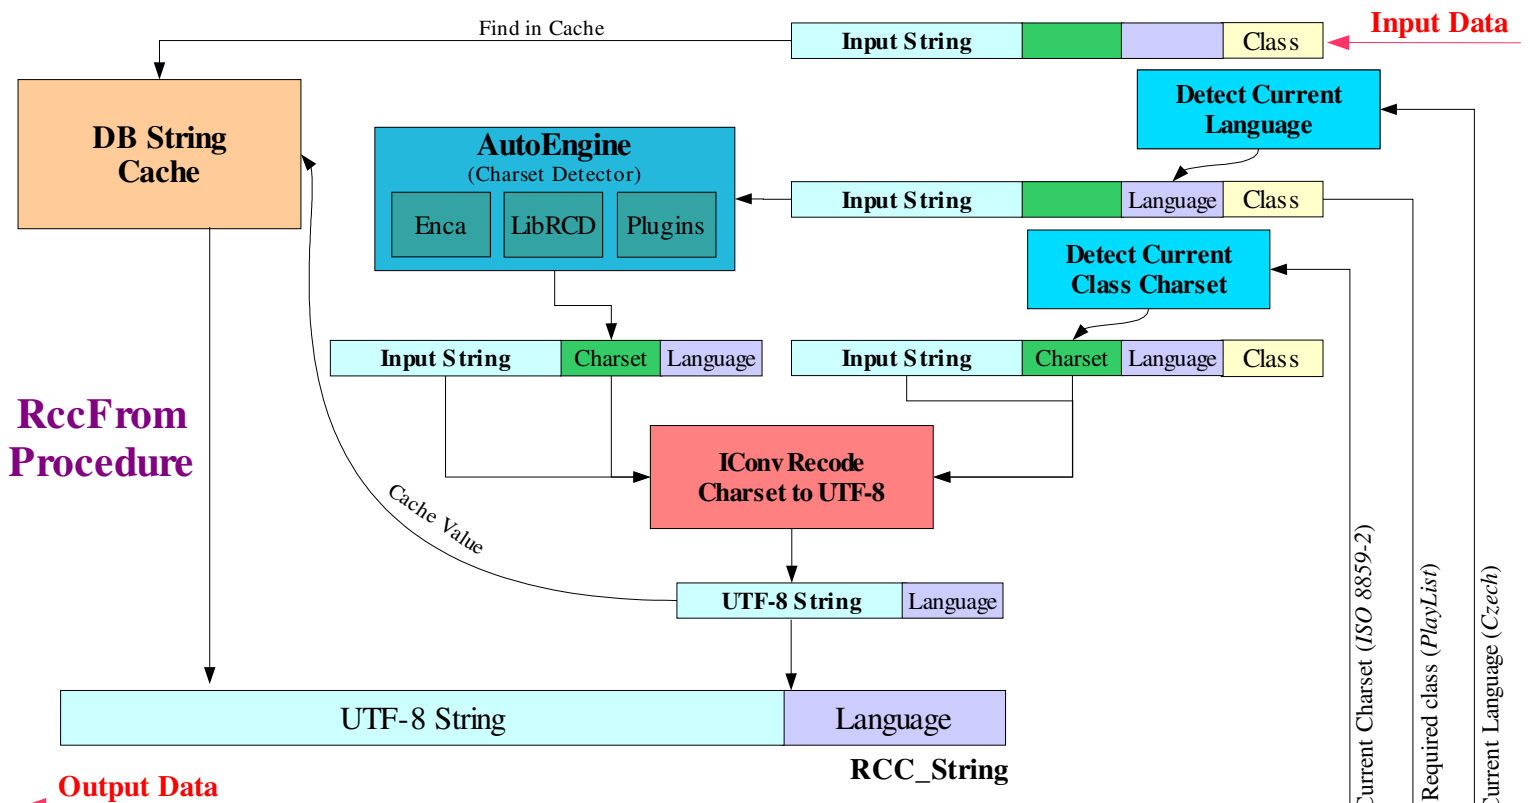 Find in Cache
Input String
Class
Input Data
Detect Current
Language
DB String
Cache
AutoEngine
(Charset Detector)
Enca
LibRCD
Plugins
Input String
Language
Class
Detect Current
Class Charset
Input String
Charset
Language
Input String
Charset
Language
Class
RccFrom
Procedure
IConv Recode
Charset to UTF-8
Cache Value
UTF-8 String
Language
Current Charset (ISO 8859-2)
Required class (PlayList)
Current Language (Czech)
UTF-8 String
Language
RCC_String
Output Data